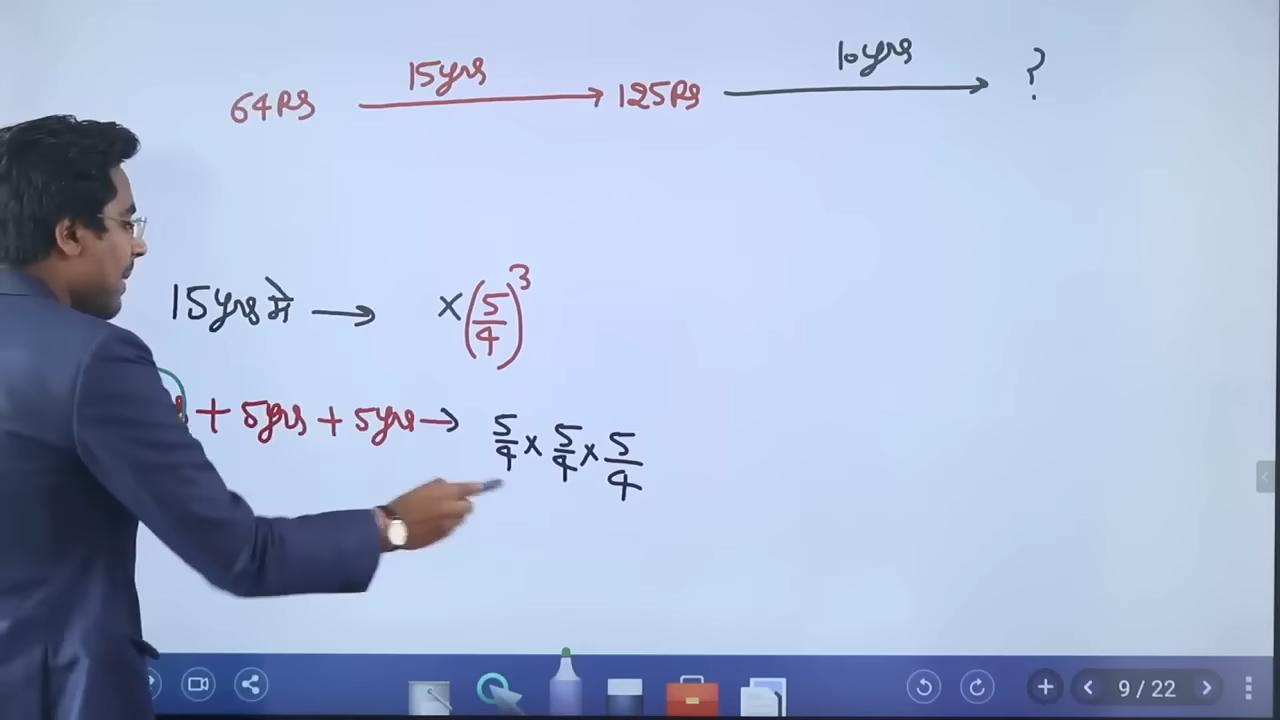 64Rs 15yrs → 125Rs 10yrs → ?
15yrs में → × (5/4)³
+ 5yrs + 5yrs → 5/4 × 5/4 × 5/4
9 / 22